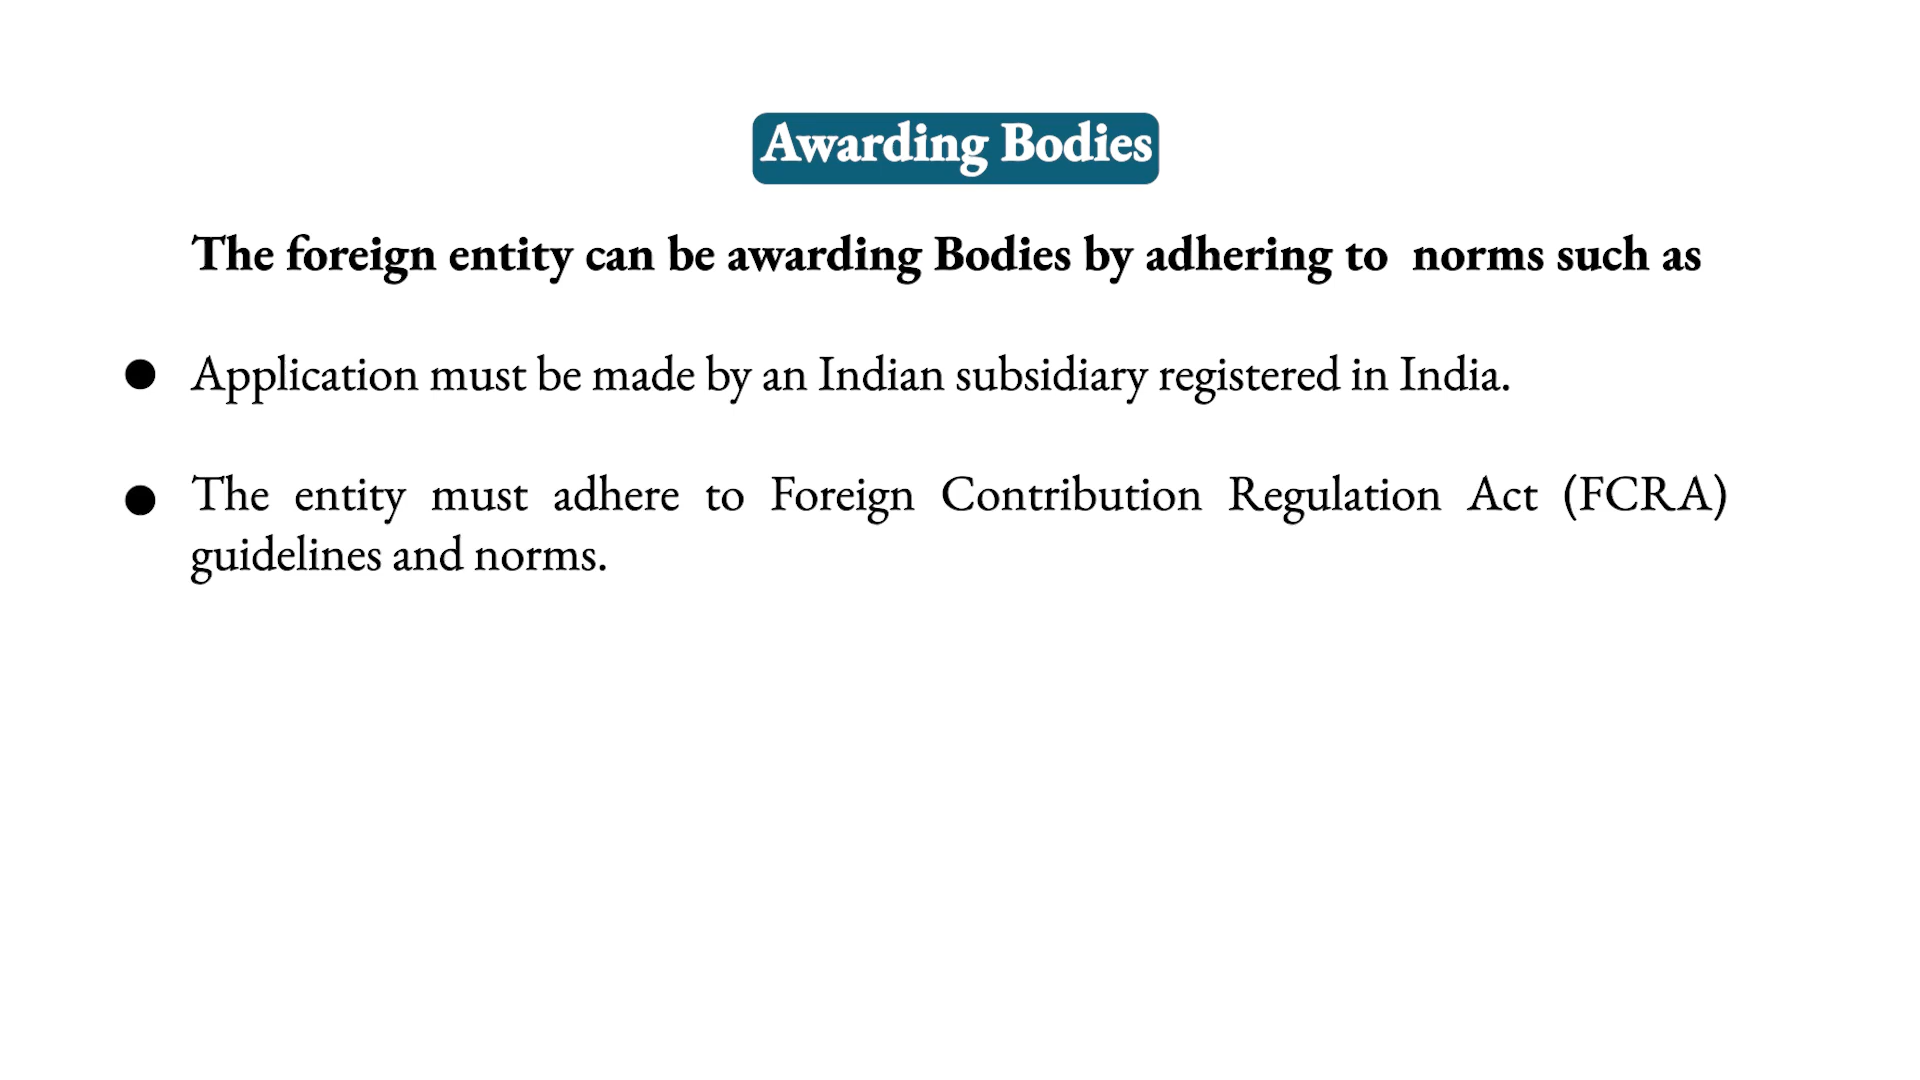 Awarding Bodies
The foreign entity can be awarding Bodies by adhering to  norms such as
● Application must be made by an Indian subsidiary registered in India.
● The entity must adhere to Foreign Contribution Regulation Act (FCRA)
guidelines and norms.